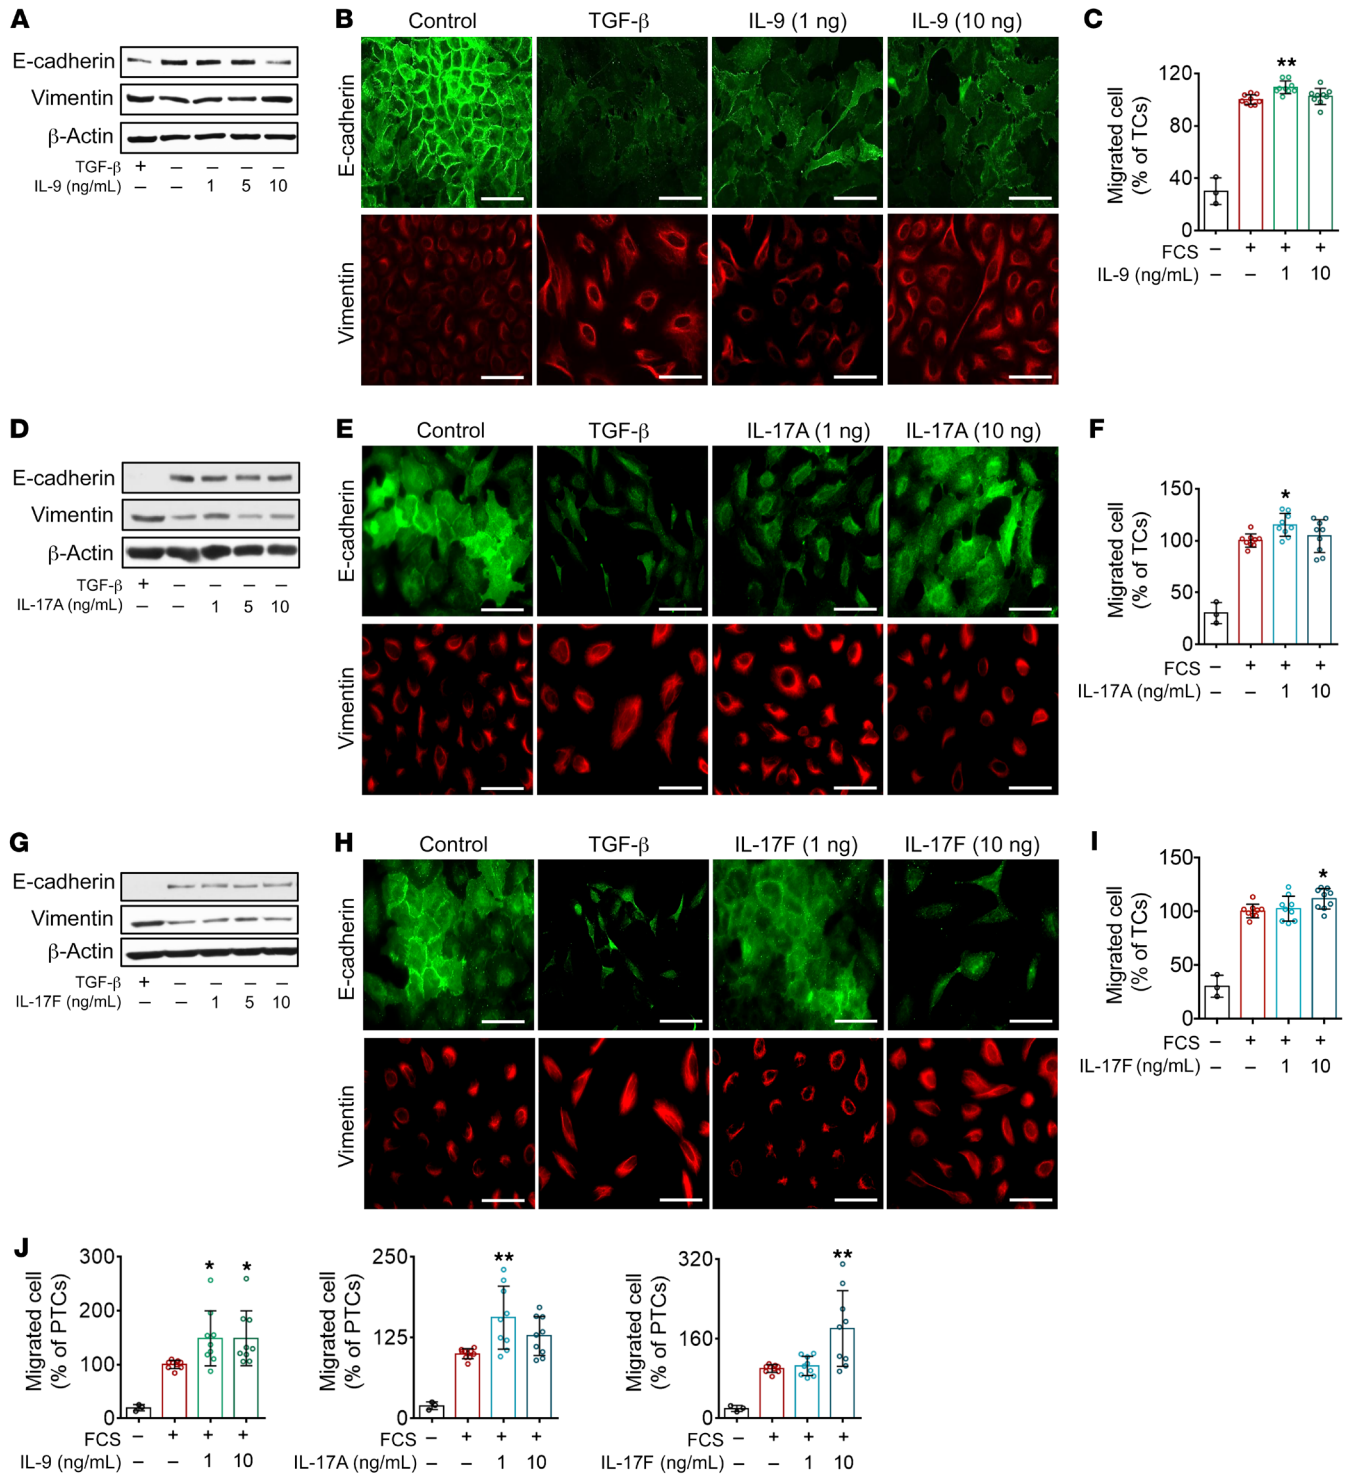 A
E-cadherin
Vimentin
β-Actin
TGF-β + – – – –
IL-9 (ng/mL) – – 1 5 10
B
Control TGF-β IL-9 (1 ng) IL-9 (10 ng)
E-cadherin
Vimentin
C
**
Migrated cell
(% of TCs)
120
80
40
0
FCS – + + +
IL-9 (ng/mL) – – 1 10
D
E-cadherin
Vimentin
β-Actin
TGF-β + – – – –
IL-17A (ng/mL) – – 1 5 10
E
Control TGF-β IL-17A (1 ng) IL-17A (10 ng)
E-cadherin
Vimentin
F
*
Migrated cell
(% of TCs)
150
100
50
0
FCS – + + +
IL-17A (ng/mL) – – 1 10
G
E-cadherin
Vimentin
β-Actin
TGF-β + – – – –
IL-17F (ng/mL) – – 1 5 10
H
Control TGF-β IL-17F (1 ng) IL-17F (10 ng)
E-cadherin
Vimentin
I
*
Migrated cell
(% of TCs)
150
100
50
0
FCS – + + +
IL-17F (ng/mL) – – 1 10
J
* *
Migrated cell
(% of PTCs)
300
200
100
0
FCS – + + +
IL-9 (ng/mL) – – 1 10
**
Migrated cell
(% of PTCs)
250
125
0
FCS – + + +
IL-17A (ng/mL) – – 1 10
**
Migrated cell
(% of PTCs)
320
160
0
FCS – + + +
IL-17F (ng/mL) – – 1 10